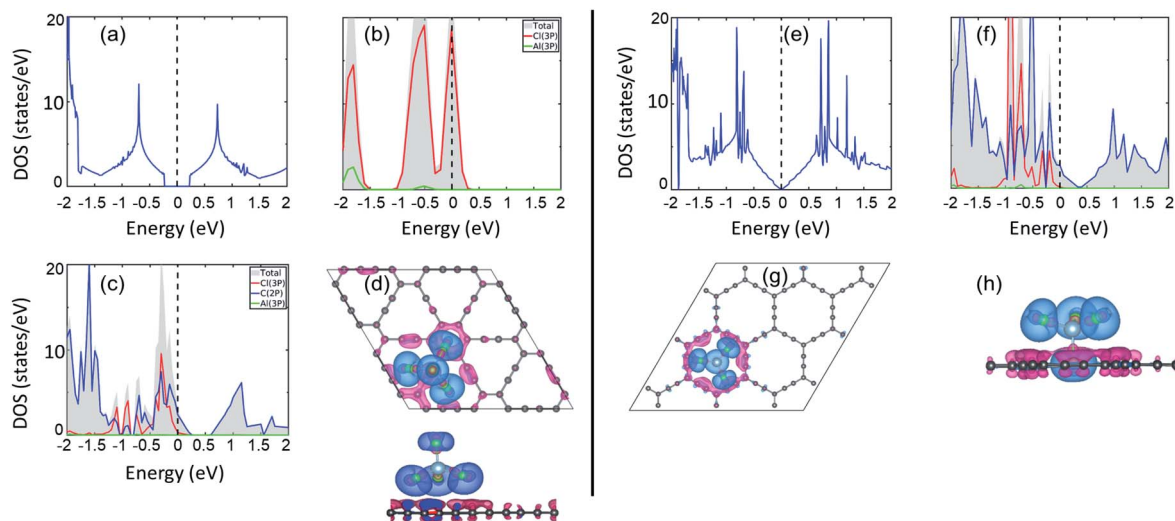 (a)
DOS (states/eV)
20
10
0
-2 -1.5 -1 -0.5 0 0.5 1 1.5 2
Energy (eV)
(b)
Total
Cl(3P)
Al(3P)
-2 -1.5 -1 -0.5 0 0.5 1 1.5 2
Energy (eV)
(c)
DOS (states/eV)
20
10
0
Total
Cl(3P)
C(2P)
Al(3P)
-2 -1.5 -1 -0.5 0 0.5 1 1.5 2
Energy (eV)
(d)
(e)
DOS (states/eV)
20
10
0
-2 -1.5 -1 -0.5 0 0.5 1 1.5 2
Energy (eV)
(f)
-2 -1.5 -1 -0.5 0 0.5 1 1.5 2
Energy (eV)
(g)
(h)